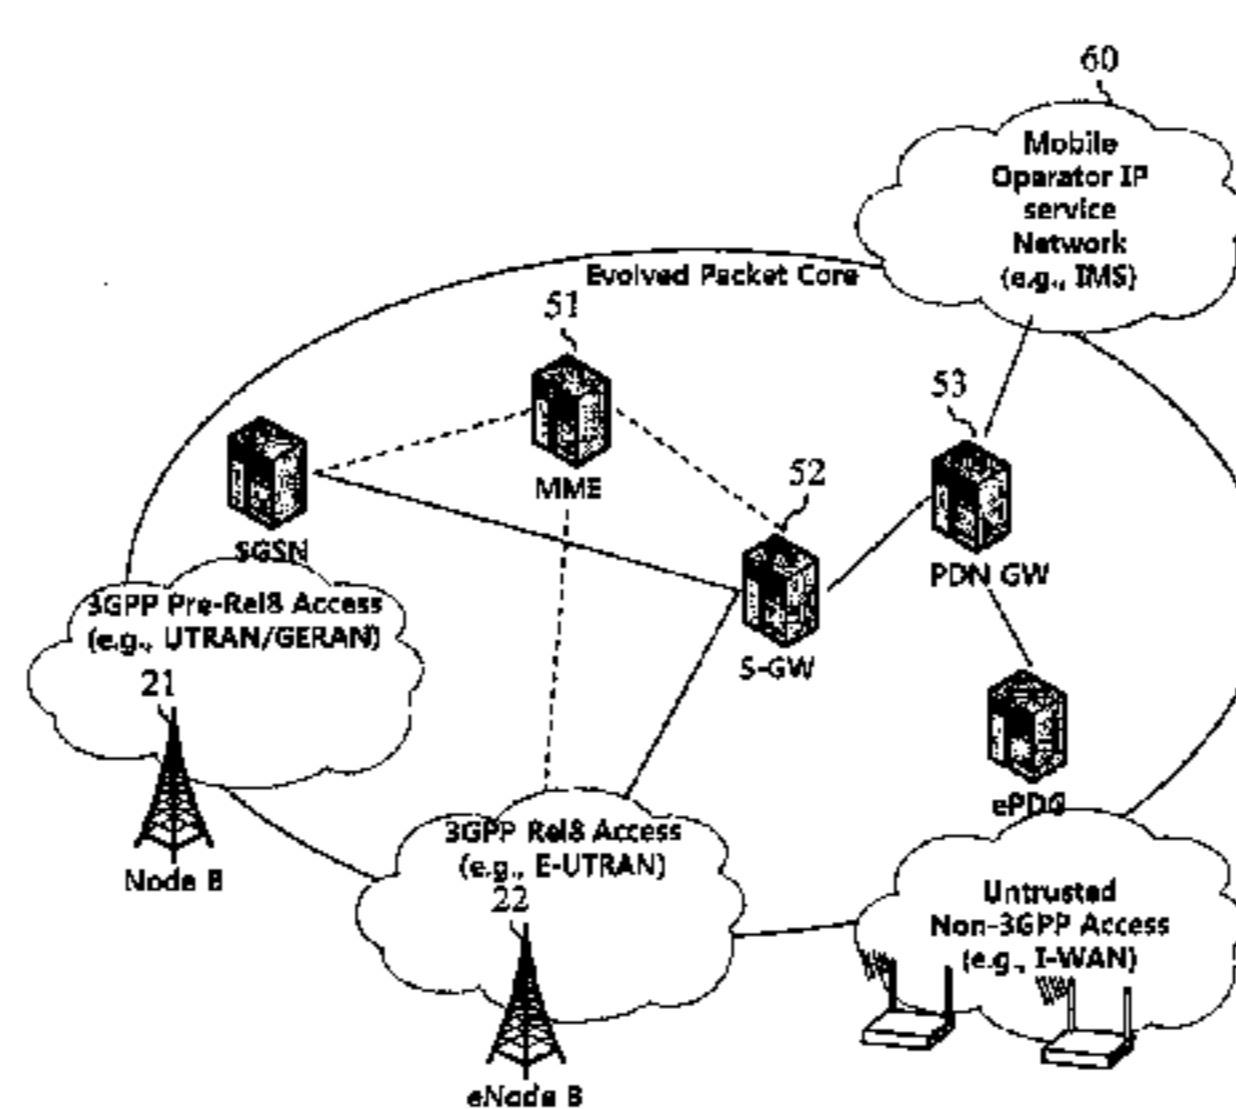 60
Mobile
Operator IP
service
Network
(e.g., IMS)
Evolved Packet Core
51
53
MME
52
SGSN
PDN GW
3GPP Pre-Rel8 Access
(e.g., UTRAN/GERAN)
S-GW
21
ePDG
3GPP Rel8 Access
(e.g., E-UTRAN)
Node B
22
Untrusted
Non-3GPP Access
(e.g., I-WAN)
eNode B